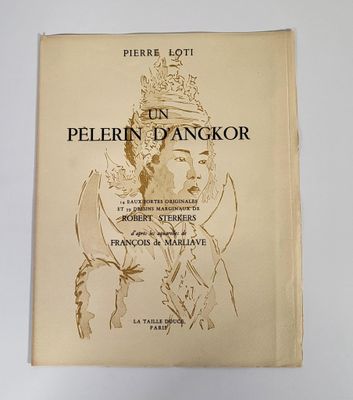 PIERRE LOTI
UN
PÈLERIN D'ANGKOR
14 EAUX-FORTES ORIGINALES
ET 59 DESSINS MARGINAUX DE
ROBERT STERKERS
d'après les aquarelles de
FRANÇOIS de MARLIAVE
LA TAILLE DOUCE
PARIS